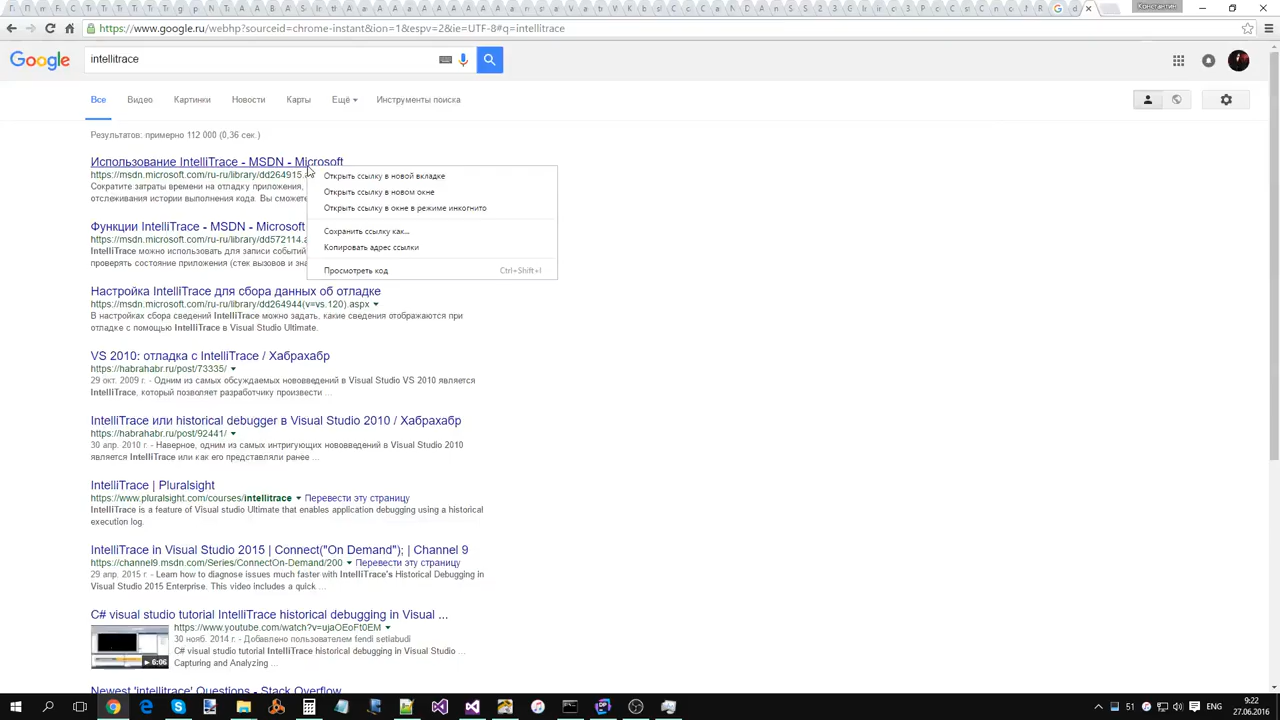 Константин
https://www.google.ru/webhp?sourceid=chrome-instant&ion=1&espv=2&ie=UTF-8#q=intellitrace
Google
intellitrace
Все Видео Картинки Новости Карты Ещё Инструменты поиска
Результатов: примерно 112 000 (0,36 сек.)
Использование IntelliTrace - MSDN - Microsoft
https://msdn.microsoft.com/ru-ru/library/dd264915.a
Сократите затраты времени на отладку приложения,
отслеживания истории выполнения кода. Вы сможете
Открыть ссылку в новой вкладке
Открыть ссылку в новом окне
Открыть ссылку в окне в режиме инкогнито
Сохранить ссылку как...
Копировать адрес ссылки
Просмотреть код Ctrl+Shift+I
Функции IntelliTrace - MSDN - Microsoft
https://msdn.microsoft.com/ru-ru/library/dd572114.a
IntelliTrace можно использовать для записи событий
проверять состояние приложения (стек вызовов и зна
Настройка IntelliTrace для сбора данных об отладке
https://msdn.microsoft.com/ru-ru/library/dd264944(v=vs.120).aspx
В настройках сбора сведений IntelliTrace можно задать, какие сведения отображаются при
отладке с помощью IntelliTrace в Visual Studio Ultimate.
VS 2010: отладка с IntelliTrace / Хабрахабр
https://habrahabr.ru/post/73335/
29 окт. 2009 г. - Одним из самых обсуждаемых нововведений в Visual Studio VS 2010 является
IntelliTrace, который позволяет разработчику произвести ...
IntelliTrace или historical debugger в Visual Studio 2010 / Хабрахабр
https://habrahabr.ru/post/92441/
30 апр. 2010 г. - Наверное, одним из самых интригующих нововведений в Visual Studio 2010
является IntelliTrace или как его представляли ранее ...
IntelliTrace | Pluralsight
https://www.pluralsight.com/courses/intellitrace Перевести эту страницу
IntelliTrace is a feature of Visual studio Ultimate that enables application debugging using a historical
execution log.
IntelliTrace in Visual Studio 2015 | Connect("On Demand"); | Channel 9
https://channel9.msdn.com/Series/ConnectOn-Demand/200 Перевести эту страницу
29 апр. 2015 г. - Learn how to diagnose issues much faster with IntelliTrace's Historical Debugging in
Visual Studio 2015 Enterprise. This video includes a quick ...
C# visual studio tutorial IntelliTrace historical debugging in Visual ...
https://www.youtube.com/watch?v=ujaOEoFt0EM
30 нояб. 2014 г. - Добавлено пользователем fendi setiabudi
C# visual studio tutorial IntelliTrace historical debugging in Visual Studio ...
Capturing and Analyzing ...
6:06
Newest 'intellitrace' Questions - Stack Overflow
51 ENG
9:22
27.06.2016